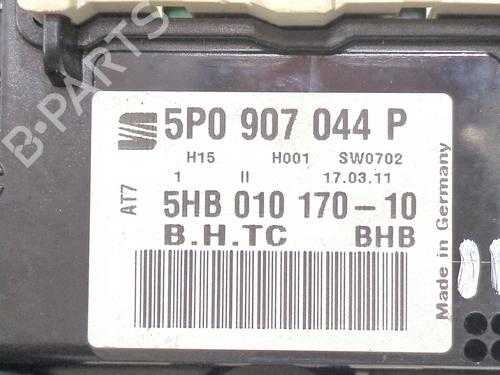 5P0 907 044 P
H15 H001 SW0702
1 II 17.03.11
AT7
5HB 010 170-10
B.H.TC BHB
Made in Germany
B-PARTS